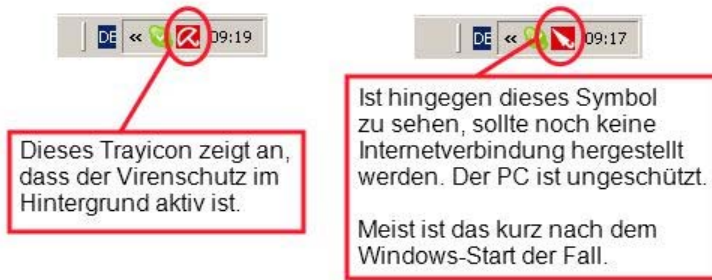 DE « 09:19
DE « 09:17
Dieses Trayicon zeigt an,
dass der Virenschutz im
Hintergrund aktiv ist.
Ist hingegen dieses Symbol
zu sehen, sollte noch keine
Internetverbindung hergestellt
werden. Der PC ist ungeschützt.
Meist ist das kurz nach dem
Windows-Start der Fall.